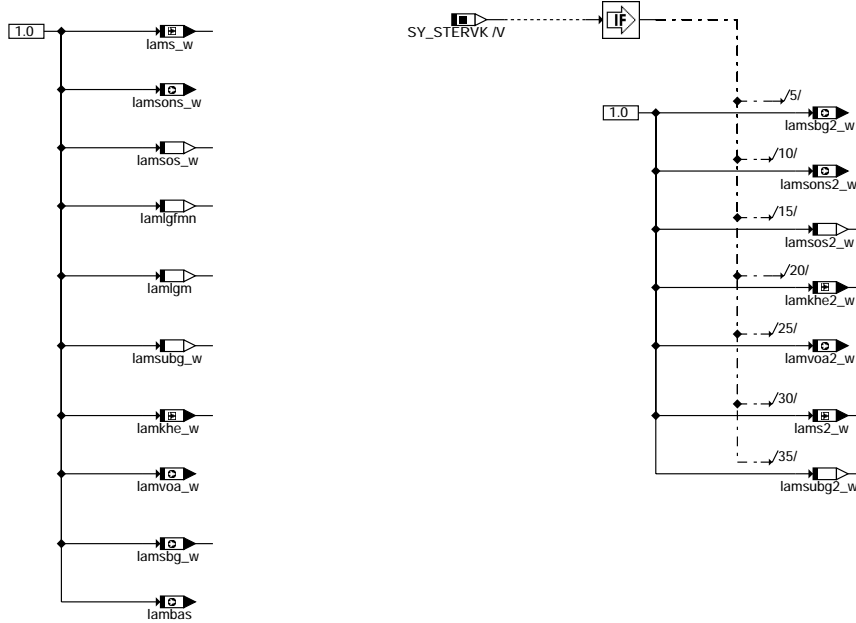 1.0
lams_w
lamsons_w
lamsos_w
lamlgfmn
lamlgm
lamsubg_w
lamkhe_w
lamvoa_w
lamsbg_w
lambas
SY_STERVK /V
IF
1.0
/5/
lamsbg2_w
/10/
lamsons2_w
/15/
lamsos2_w
/20/
lamkhe2_w
/25/
lamvoa2_w
/30/
lams2_w
/35/
lamsubg2_w